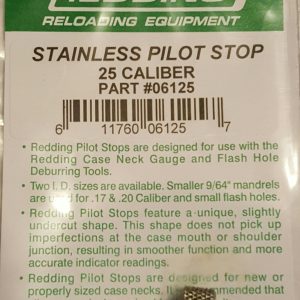 REDDING
RELOADING EQUIPMENT
STAINLESS PILOT STOP
25 CALIBER
PART #06125
6 11760 06125 7
• Redding Pilot Stops are designed for use with the
Redding Case Neck Gauge and Flash Hole
Deburring Tools.
• Two I.D. sizes are available. Smaller 9/64" mandrels
are used for .17 & .20 Caliber and small flash holes.
• Redding Pilot Stops feature a unique, slightly
undercut shape. This shape does not pick up
imperfections at the case mouth or shoulder
junction, resulting in smoother function and more
accurate indicator readings.
• Redding Pilot Stops are designed for new or
properly sized case necks. It recommended that